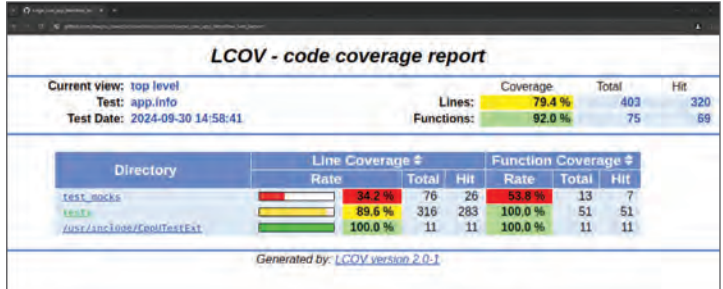 LCOV - code coverage report
Current view: top level
Test: app.info
Test Date: 2024-09-30 14:58:41
Coverage Total Hit
Lines: 79.4 % 403 320
Functions: 92.0 % 75 69
Directory Line Coverage Function Coverage
Rate Total Hit Rate Total Hit
test_mocks 34.2 % 76 26 53.8 % 13 7
tests 89.6 % 316 283 100.0 % 51 51
/usr/include/CppUTestExt 100.0 % 11 11 100.0 % 11 11
Generated by: LCOV version 2.0-1